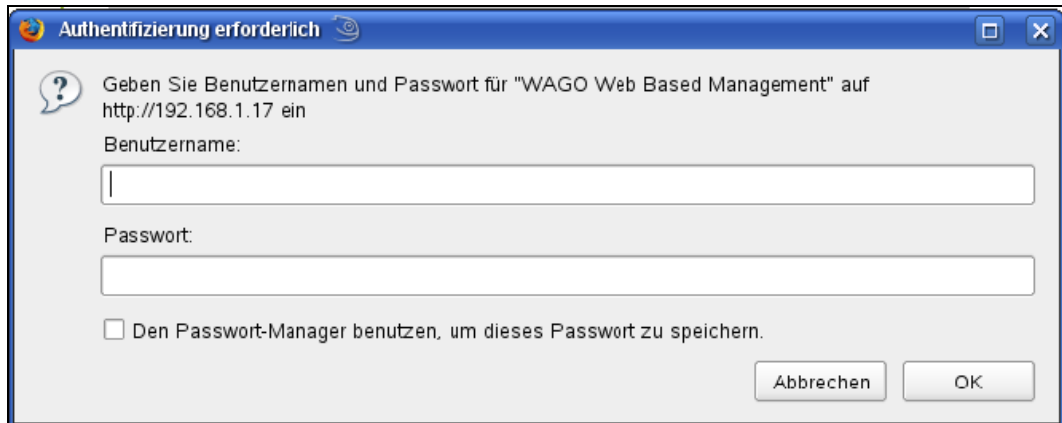 Authentifizierung erforderlich
Geben Sie Benutzernamen und Passwort für "WAGO Web Based Management" auf
http://192.168.1.17 ein
Benutzername:
Passwort:
Den Passwort-Manager benutzen, um dieses Passwort zu speichern.
Abbrechen OK